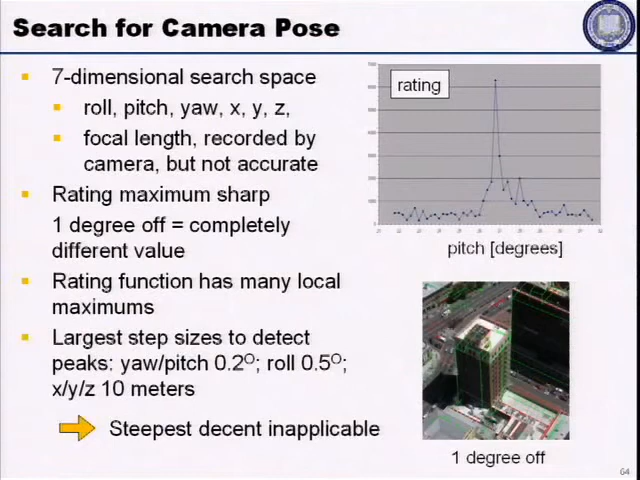 Search for Camera Pose
7-dimensional search space
roll, pitch, yaw, x, y, z,
focal length, recorded by
camera, but not accurate
Rating maximum sharp
1 degree off = completely
different value
Rating function has many local
maximums
Largest step sizes to detect
peaks: yaw/pitch 0.2O; roll 0.5O;
x/y/z 10 meters
Steepest decent inapplicable
rating
pitch [degrees]
1 degree off
64